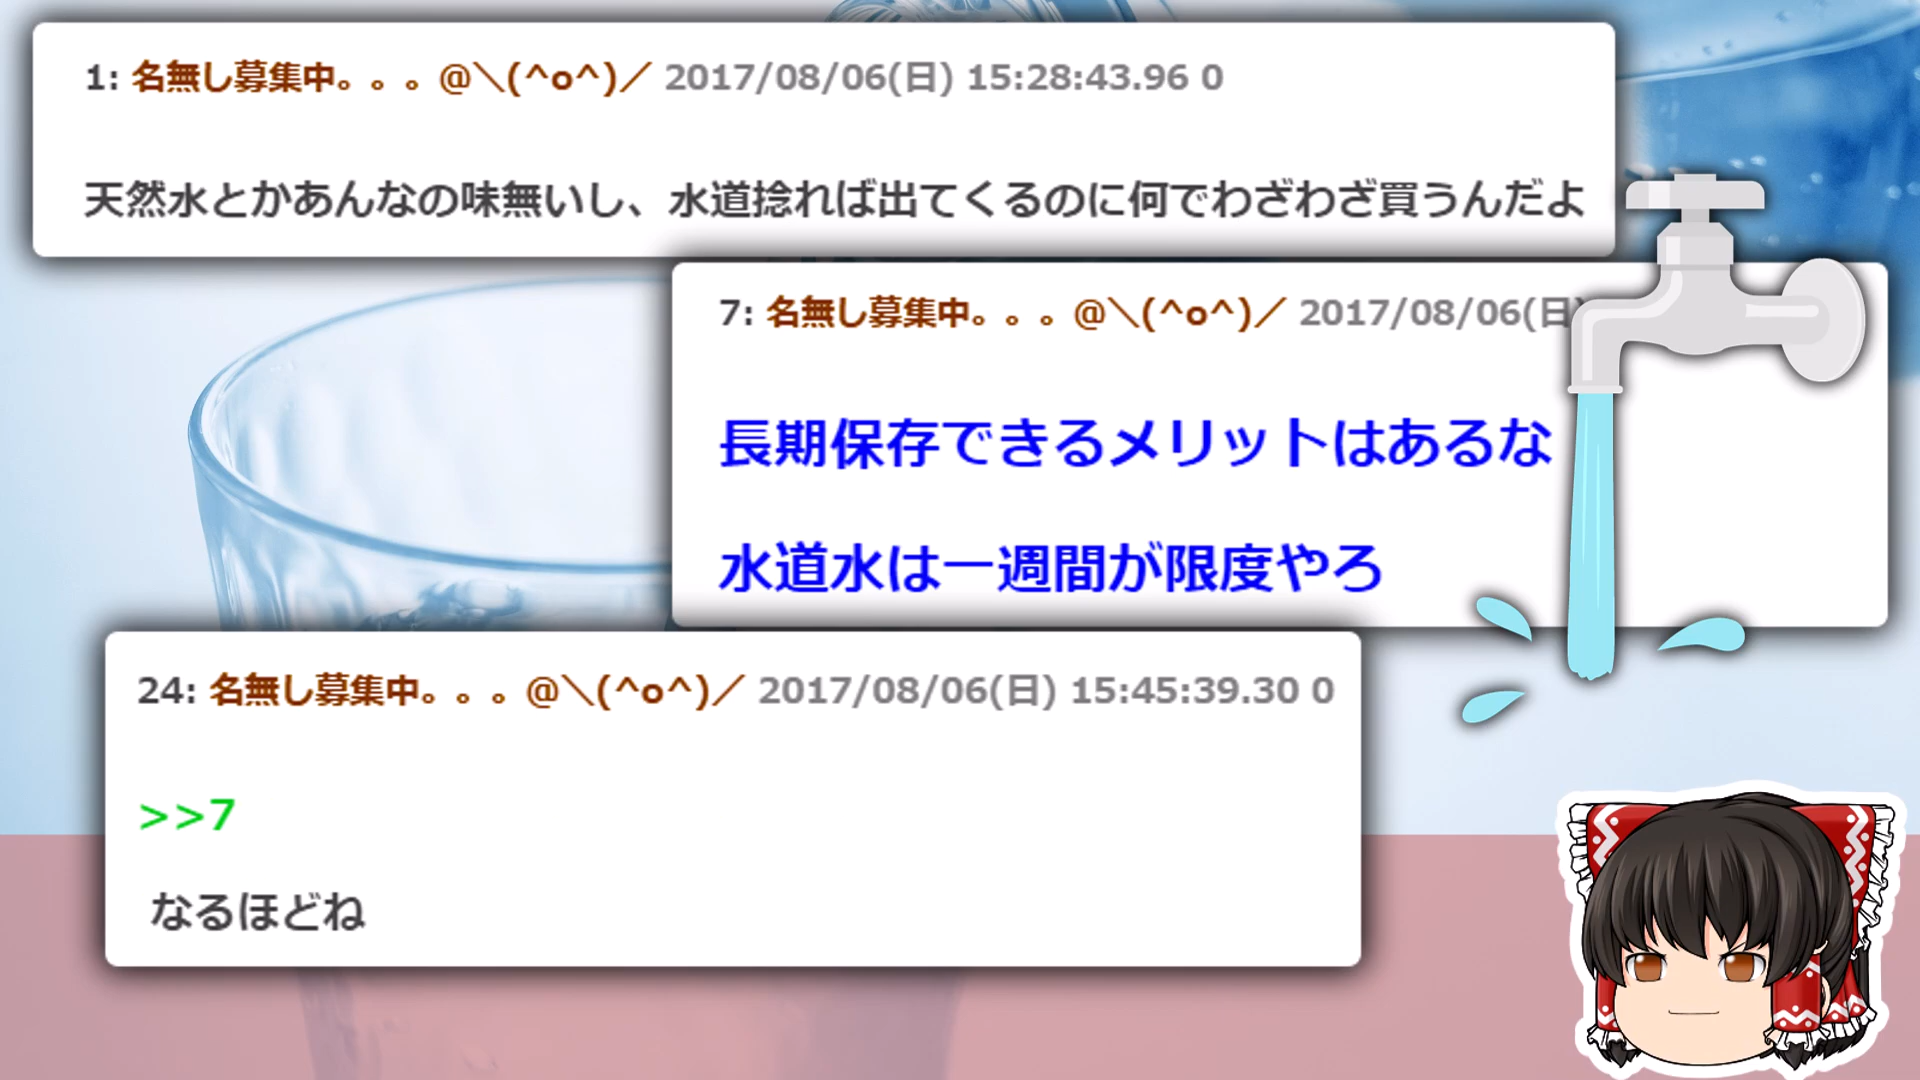 1: 名無し募集中。。。@＼(^o^)／ 2017/08/06(日) 15:28:43.96 0
天然水とかあんなの味無いし、水道捻れば出てくるのに何でわざわざ買うんだよ
7: 名無し募集中。。。@＼(^o^)／ 2017/08/06(日)
長期保存できるメリットはあるな
水道水は一週間が限度やろ
24: 名無し募集中。。。@＼(^o^)／ 2017/08/06(日) 15:45:39.30 0
>>7
なるほどね